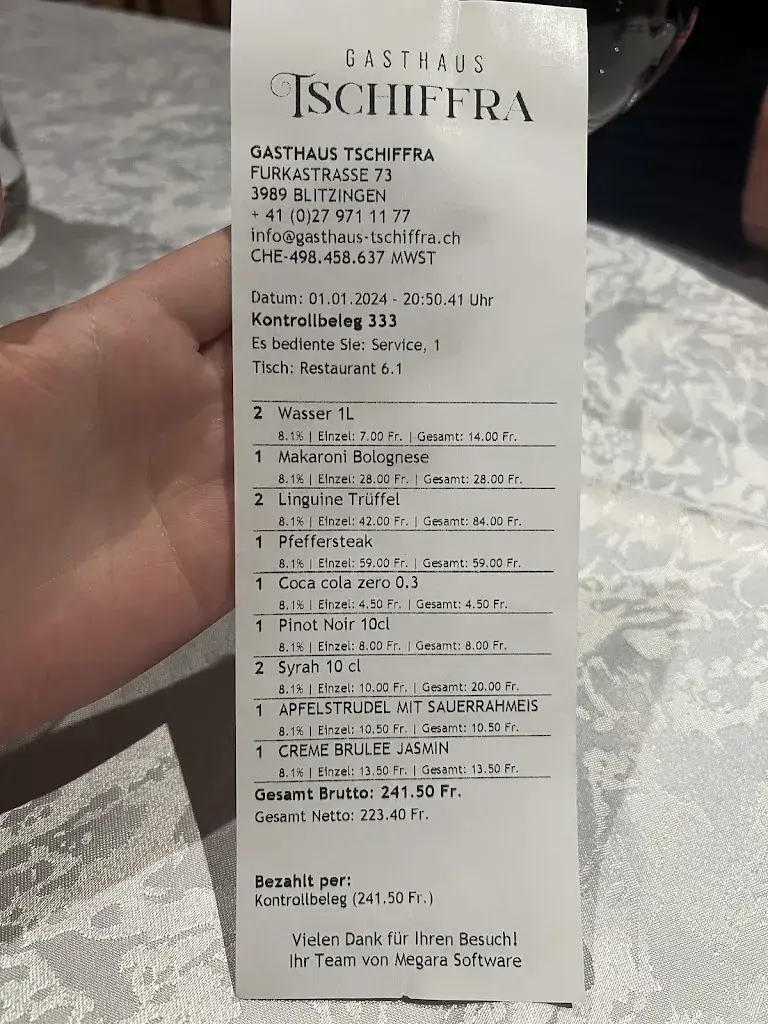 GASTHAUS
TSCHIFFRA
GASTHAUS TSCHIFFRA
FURKASTRASSE 73
3989 BLITZINGEN
+ 41 (0)27 971 11 77
info@gasthaus-tschiffra.ch
CHE-498.458.637 MWST
Datum: 01.01.2024 - 20:50.41 Uhr
Kontrollbeleg 333
Es bediente Sie: Service, 1
Tisch: Restaurant 6.1
2 Wasser 1L
8.1% | Einzel: 7.00 Fr. | Gesamt: 14.00 Fr.
1 Makaroni Bolognese
8.1% | Einzel: 28.00 Fr. | Gesamt: 28.00 Fr.
2 Linguine Trüffel
8.1% | Einzel: 42.00 Fr. | Gesamt: 84.00 Fr.
1 Pfeffersteak
8.1% | Einzel: 59.00 Fr. | Gesamt: 59.00 Fr.
1 Coca cola zero 0.3
8.1% | Einzel: 4.50 Fr. | Gesamt: 4.50 Fr.
1 Pinot Noir 10cl
8.1% | Einzel: 8.00 Fr. | Gesamt: 8.00 Fr.
2 Syrah 10 cl
8.1% | Einzel: 10.00 Fr. | Gesamt: 20.00 Fr.
1 APFELSTRUDEL MIT SAUERRAHMEIS
8.1% | Einzel: 10.50 Fr. | Gesamt: 10.50 Fr.
1 CREME BRULEE JASMIN
8.1% | Einzel: 13.50 Fr. | Gesamt: 13.50 Fr.
Gesamt Brutto: 241.50 Fr.
Gesamt Netto: 223.40 Fr.
Bezahlt per:
Kontrollbeleg (241.50 Fr.)
Vielen Dank für Ihren Besuch!
Ihr Team von Megara Software